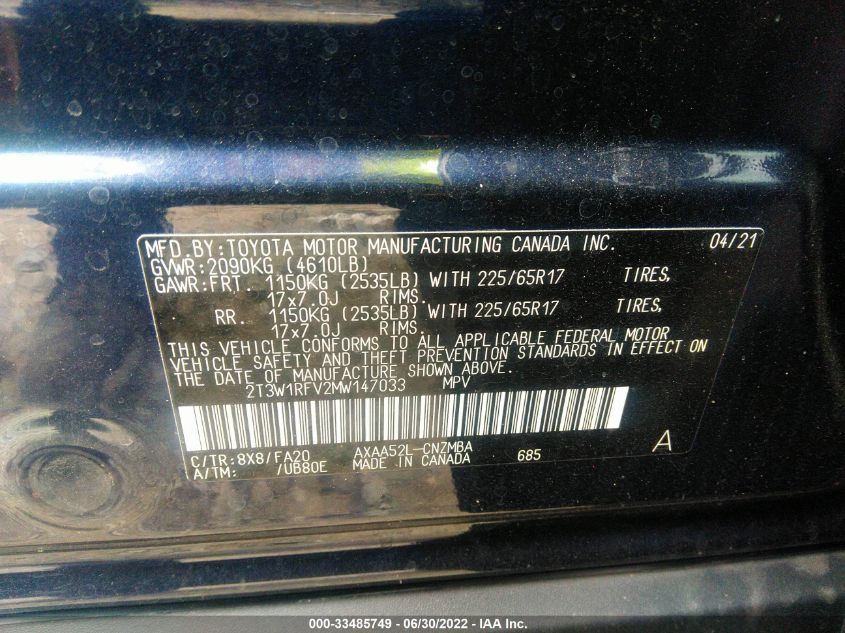 MFD.BY:TOYOTA MOTOR MANUFACTURING CANADA INC. 04/21
GVWR:2090KG (4610LB)
GAWR:FRT. 1150KG (2535LB) WITH 225/65R17 TIRES,
17x7.0J RIMS.
RR. 1150KG (2535LB) WITH 225/65R17 TIRES,
17x7.0J RIMS.
THIS VEHICLE CONFORMS TO ALL APPLICABLE FEDERAL MOTOR
VEHICLE SAFETY AND THEFT PREVENTION STANDARDS IN EFFECT ON
THE DATE OF MANUFACTURE SHOWN ABOVE.
2T3W1RFV2MW147033 MPV
C/TR:8X8/FA20 AXAA52L-CNZMBA 685 A
A/TM: /UB80E MADE IN CANADA
000-33485749 - 06/30/2022 - IAA Inc.